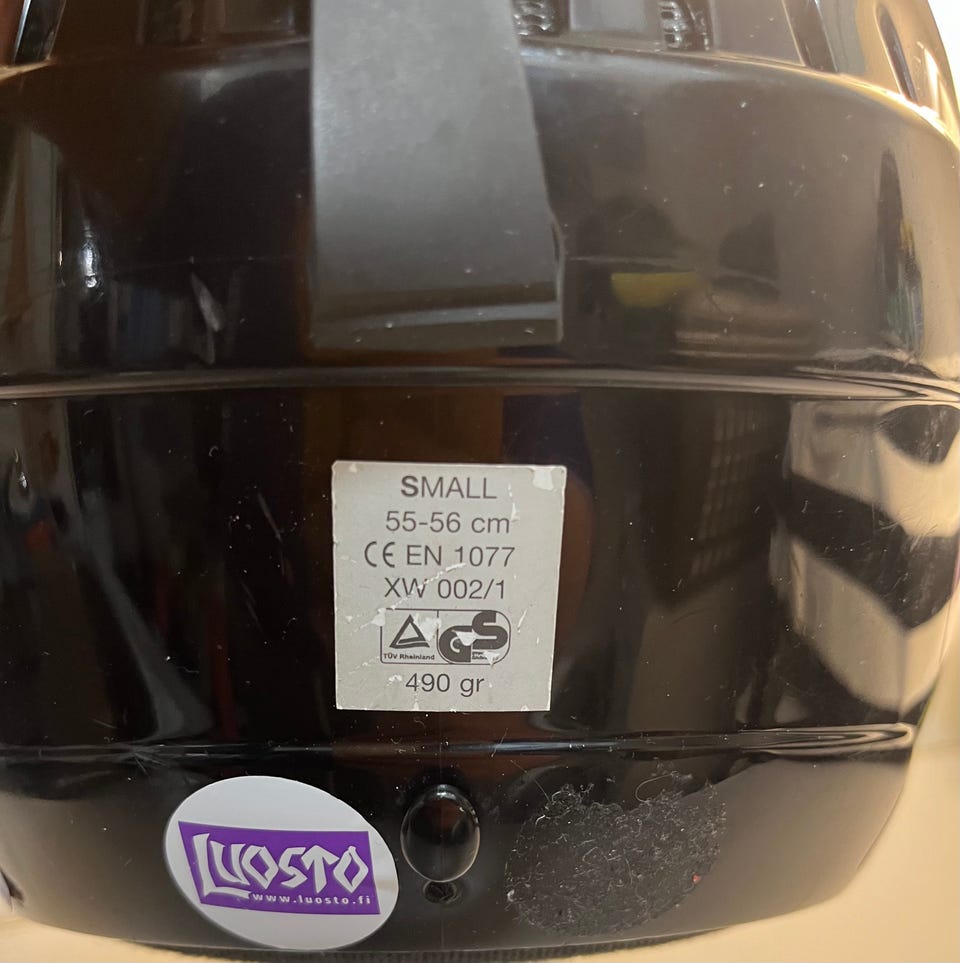 SMALL
55-56 cm
CE EN 1077
XW 002/1
TÜV Rheinland
GS
490 gr
LUOSTO
www.luosto.fi